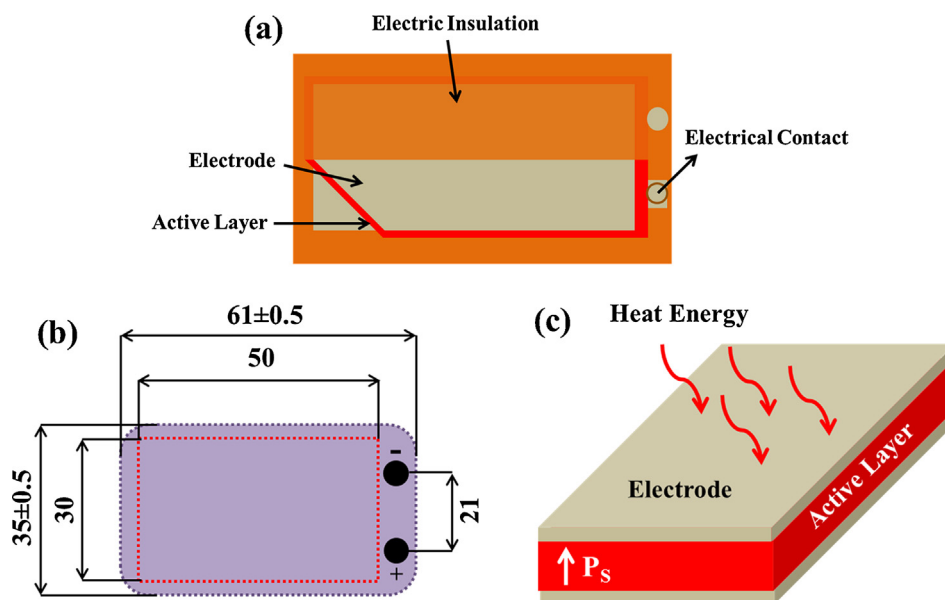 (a)
Electric Insulation
Electrode
Active Layer
Electrical Contact
(b)
61±0.5
50
35±0.5
30
21
-
+
(c)
Heat Energy
Electrode
Active Layer
PS